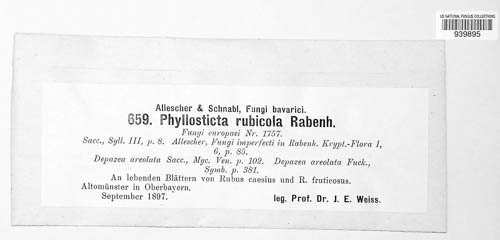 US NATIONAL FUNGUS COLLECTIONS
939895
Allescher & Schnabl, Fungi bavarici.
659. Phyllosticta rubicola Rabenh.
Fungi europaei Nr. 1757.
Sacc., Syll. III, p. 8. Allescher, Fungi imperfecti in Rabenh. Krypt.-Flora I,
6, p. 85.
Depazea areolata Sacc., Myc. Ven. p. 102. Depazea areolata Fuck.,
Symb. p. 381.
An lebenden Blättern von Rubus caesius und R. fruticosus.
Altomünster in Oberbayern.
September 1897.
leg. Prof. Dr. J. E. Weiss.